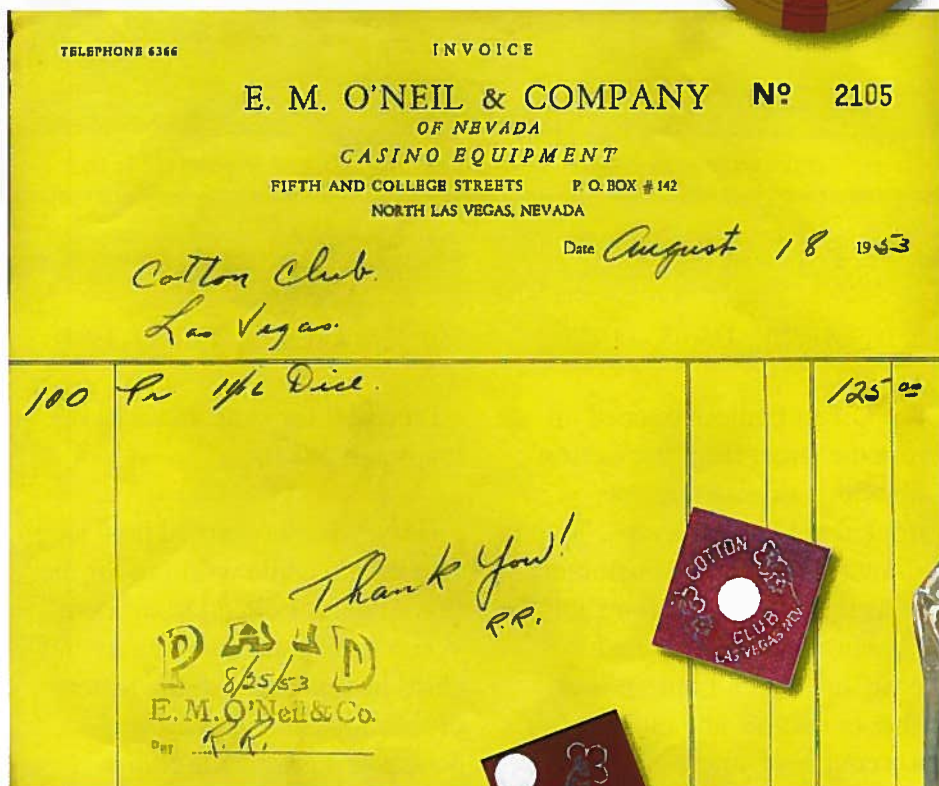 TELEPHONE 6366
INVOICE
E. M. O'NEIL & COMPANY Nº 2105
OF NEVADA
CASINO EQUIPMENT
FIFTH AND COLLEGE STREETS P. O. BOX # 142
NORTH LAS VEGAS, NEVADA
Date August 18 1953
Cotton Club.
Las Vegas.
100 Pr Dice. 125 00
Thank You!
R.R.
COTTON
CLUB
LAS VEGAS NEV
PAID
8/25/53
E. M. O'Neil & Co.
Per R.R.